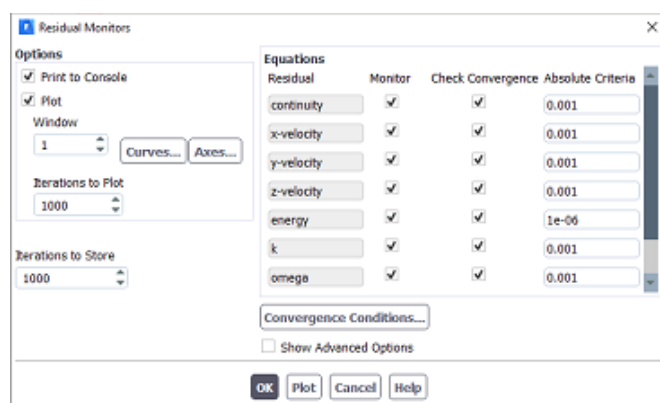 Residual Monitors
Options
Print to Console
Plot
Window
1
Curves... Axes...
Iterations to Plot
1000
Iterations to Store
1000
Equations
Residual Monitor Check Convergence Absolute Criteria
continuity 0.001
x-velocity 0.001
y-velocity 0.001
z-velocity 0.001
energy 1e-06
k 0.001
omega 0.001
Convergence Conditions...
Show Advanced Options
OK Plot Cancel Help